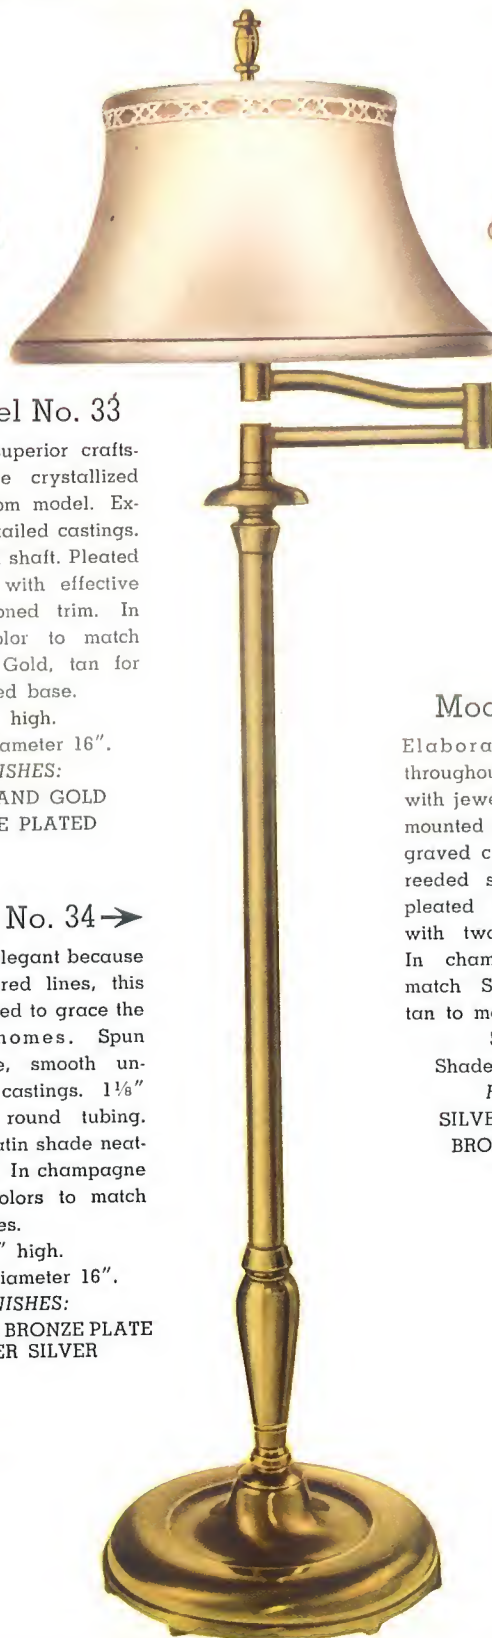 el No. 33
superior crafts-
e crystallized
om model. Ex-
ailed castings.
shaft. Pleated
with effective
oned trim. In
olor to match
Gold, tan for
ed base.
high.
ameter 16".
ISHES:
AND GOLD
E PLATED
No. 34→
legant because
red lines, this
ed to grace the
homes. Spun
e, smooth un-
castings. 1⅛"
round tubing.
atin shade neat-
In champagne
olors to match
es.
" high.
iameter 16".
NISHES:
BRONZE PLATE
ER SILVER
Mod
Elabora
throughou
with jewe
mounted
graved c
reeded s
pleated
with two
In cham
match S
tan to m
Shade
SILVE
BRO